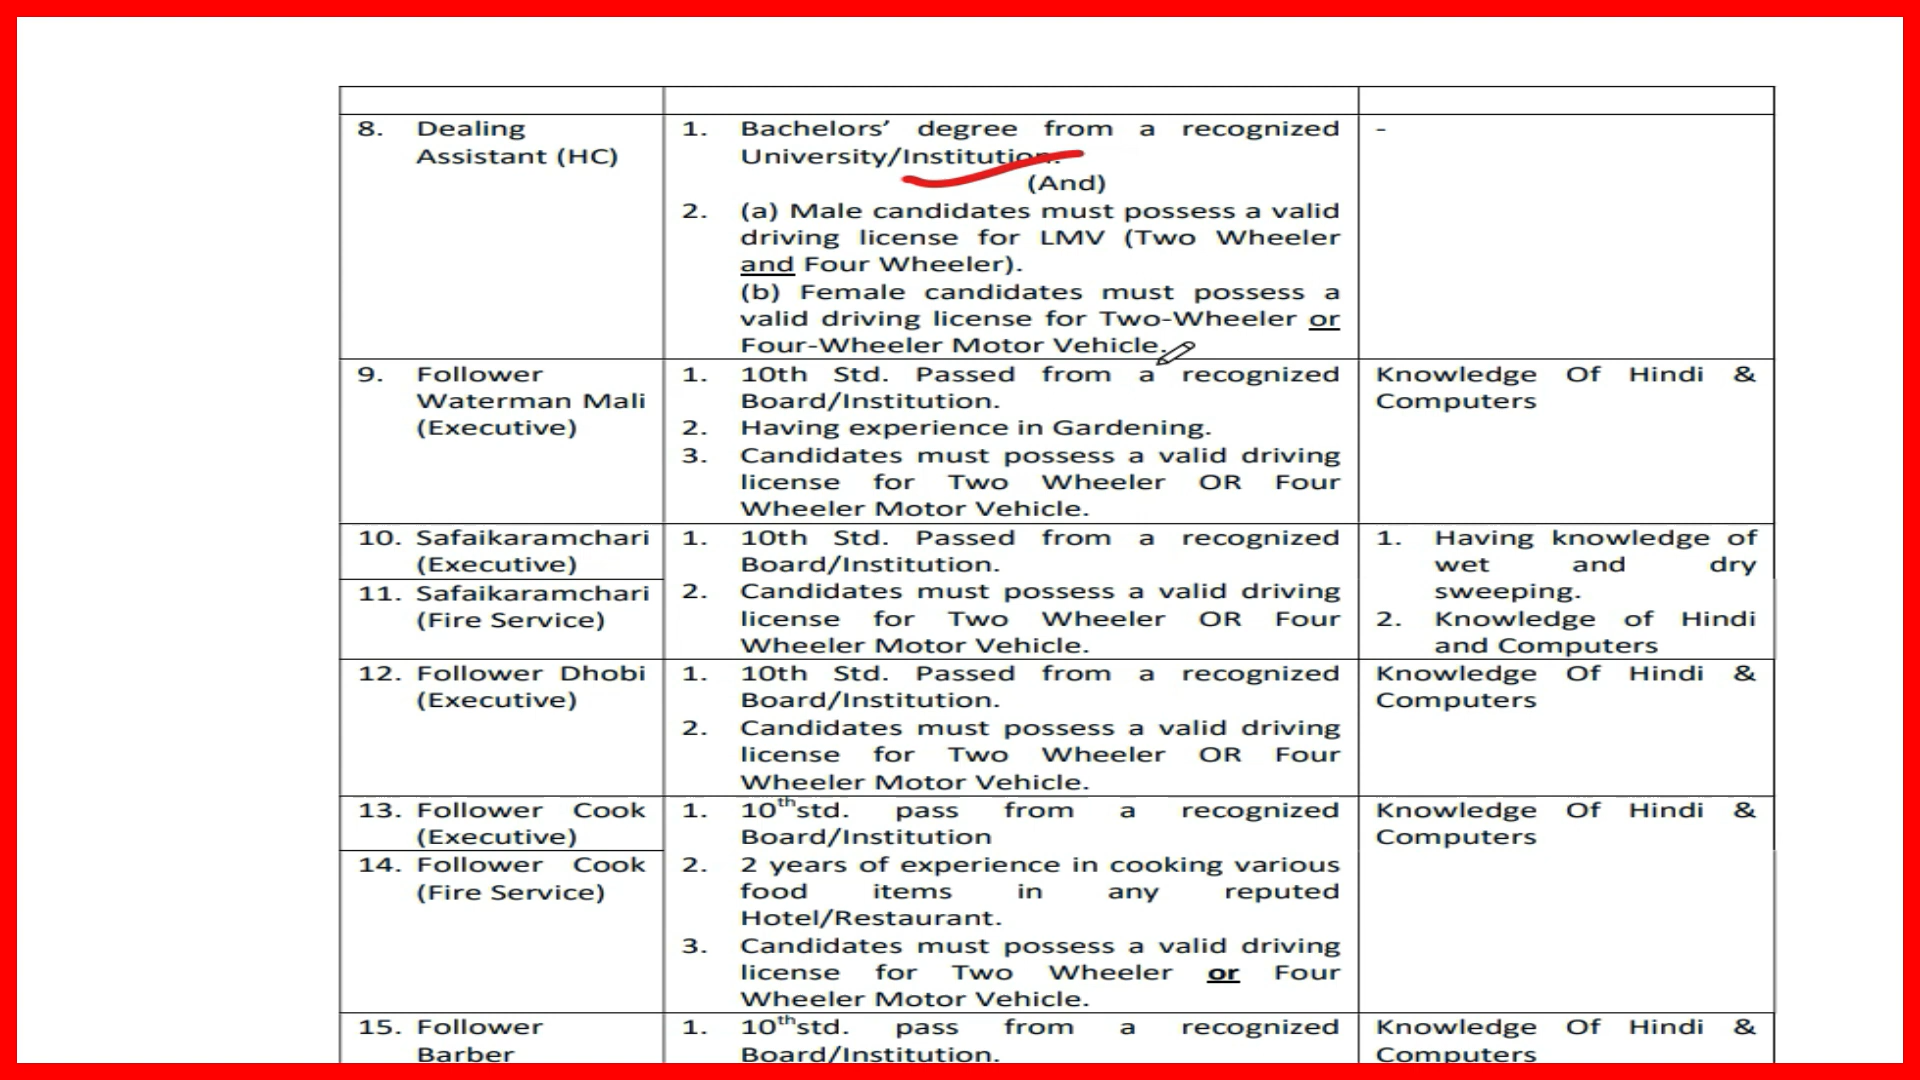 8. Dealing Assistant (HC)
1. Bachelors’ degree from a recognized
University/Institution.
(And)
2. (a) Male candidates must possess a valid
driving license for LMV (Two Wheeler
and Four Wheeler).
(b) Female candidates must possess a
valid driving license for Two-Wheeler or
Four-Wheeler Motor Vehicle.
-
9. Follower
Waterman Mali
(Executive)
1. 10th Std. Passed from a recognized
Board/Institution.
2. Having experience in Gardening.
3. Candidates must possess a valid driving
license for Two Wheeler OR Four
Wheeler Motor Vehicle.
Knowledge Of Hindi &
Computers
10. Safaikaramchari
(Executive)
11. Safaikaramchari
(Fire Service)
1. 10th Std. Passed from a recognized
Board/Institution.
2. Candidates must possess a valid driving
license for Two Wheeler OR Four
Wheeler Motor Vehicle.
1. Having knowledge of
wet and dry
sweeping.
2. Knowledge of Hindi
and Computers
12. Follower Dhobi
(Executive)
1. 10th Std. Passed from a recognized
Board/Institution.
2. Candidates must possess a valid driving
license for Two Wheeler OR Four
Wheeler Motor Vehicle.
Knowledge Of Hindi &
Computers
13. Follower Cook
(Executive)
14. Follower Cook
(Fire Service)
1. 10thstd. pass from a recognized
Board/Institution
2. 2 years of experience in cooking various
food items in any reputed
Hotel/Restaurant.
3. Candidates must possess a valid driving
license for Two Wheeler or Four
Wheeler Motor Vehicle.
Knowledge Of Hindi &
Computers
15. Follower
Barber
1. 10thstd. pass from a recognized
Board/Institution.
Knowledge Of Hindi &
Computers